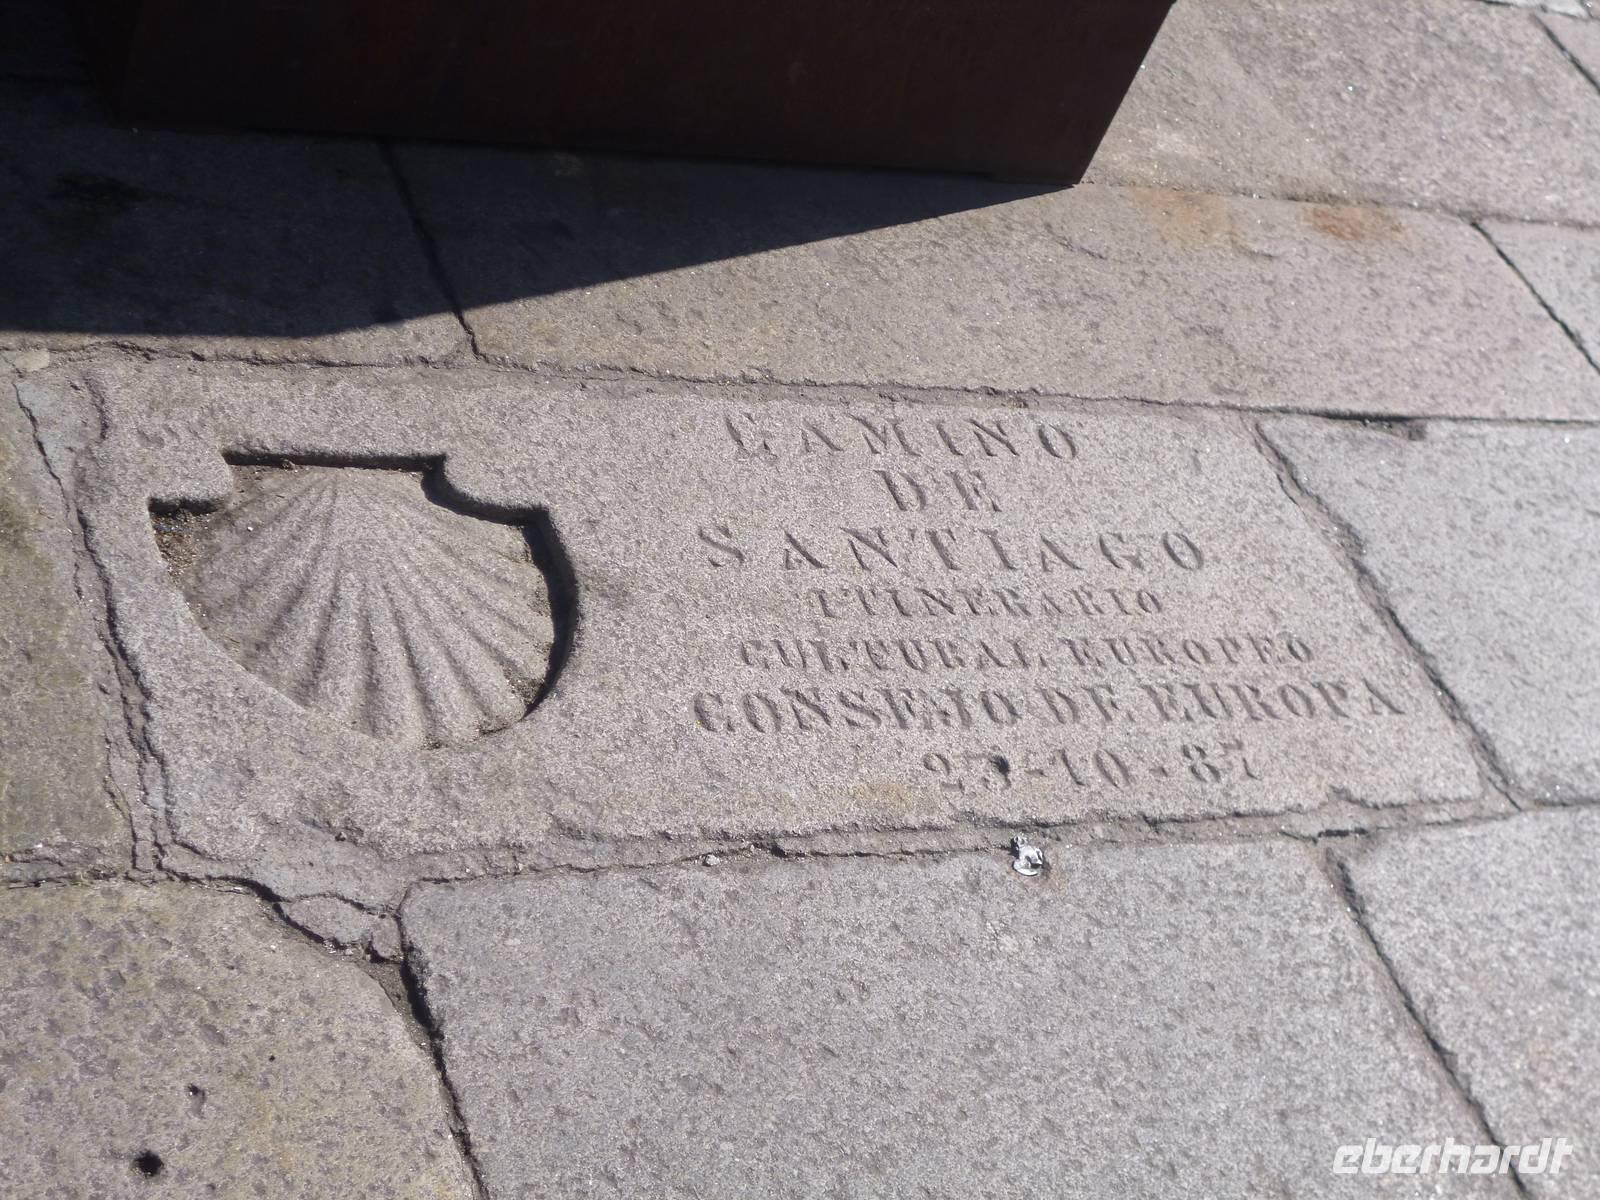 CAMINO
DE
SANTIAGO
ITINERARIO
CULTURAL EUROPEO
CONSEJO DE EUROPA
23-10-87
eberhardt